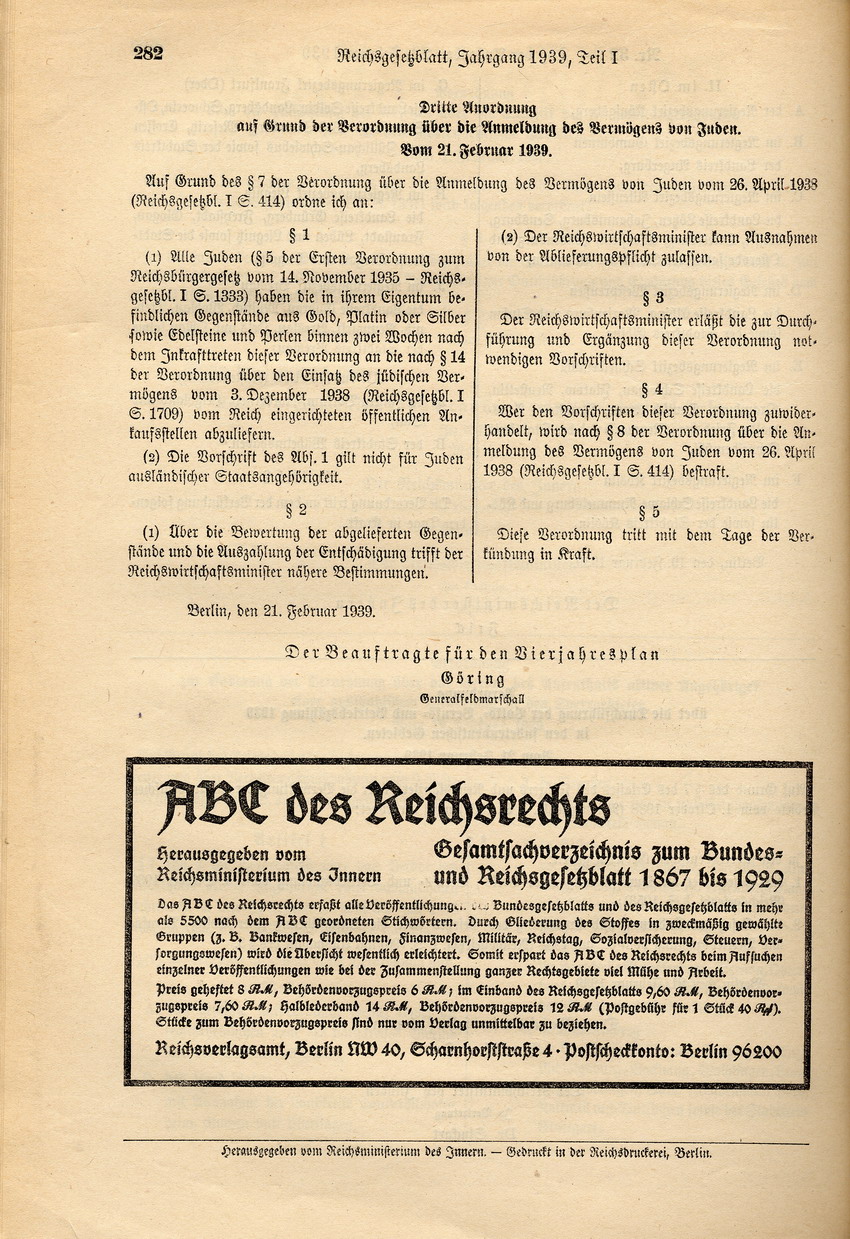 282
Reichsgesetzblatt, Jahrgang 1939, Teil I
Dritte Anordnung
auf Grund der Verordnung über die Anmeldung des Vermögens von Juden.
Vom 21. Februar 1939.
Auf Grund des § 7 der Verordnung über die Anmeldung des Vermögens von Juden vom 26. April 1938
(Reichsgesetzbl. I S. 414) ordne ich an:
§ 1
(1) Alle Juden (§ 5 der Ersten Verordnung zum
Reichsbürgergesetz vom 14. November 1935 – Reichs-
gesetzbl. I S. 1333) haben die in ihrem Eigentum be-
findlichen Gegenstände aus Gold, Platin oder Silber
sowie Edelsteine und Perlen binnen zwei Wochen nach
dem Inkrafttreten dieser Verordnung an die nach § 14
der Verordnung über den Einsatz des jüdischen Ver-
mögens vom 3. Dezember 1938 (Reichsgesetzbl. I
S. 1709) vom Reich eingerichteten öffentlichen An-
kaufsstellen abzuliefern.
(2) Die Vorschrift des Abs. 1 gilt nicht für Juden
ausländischer Staatsangehörigkeit.
§ 2
(1) Über die Bewertung der abgelieferten Gegen-
stände und die Auszahlung der Entschädigung trifft der
Reichswirtschaftsminister nähere Bestimmungen.
(2) Der Reichswirtschaftsminister kann Ausnahmen
von der Ablieferungspflicht zulassen.
§ 3
Der Reichswirtschaftsminister erläßt die zur Durch-
führung und Ergänzung dieser Verordnung not-
wendigen Vorschriften.
§ 4
Wer den Vorschriften dieser Verordnung zuwider-
handelt, wird nach § 8 der Verordnung über die An-
meldung des Vermögens von Juden vom 26. April
1938 (Reichsgesetzbl. I S. 414) bestraft.
§ 5
Diese Verordnung tritt mit dem Tage der Ver-
kündung in Kraft.
Berlin, den 21. Februar 1939.
Der Beauftragte für den Vierjahresplan
Göring
Generalfeldmarschall
ABC des Reichsrechts
Herausgegeben vom
Reichsministerium des Innern
Gesamtsachverzeichnis zum Bundes-
und Reichsgesetzblatt 1867 bis 1929
Das ABC des Reichsrechts erfaßt alle Veröffentlichungen Bundesgesetzblatts und des Reichsgesetzblatts in mehr
als 5500 nach dem ABC geordneten Stichwörtern. Durch Gliederung des Stoffes in zweckmäßig gewählte
Gruppen (z. B. Bankwesen, Eisenbahnen, Finanzwesen, Militär, Reichstag, Sozialversicherung, Steuern, Ver-
sorgungswesen) wird die Übersicht wesentlich erleichtert. Somit erspart das ABC des Reichsrechts beim Aufsuchen
einzelner Veröffentlichungen wie bei der Zusammenstellung ganzer Rechtsgebiete viel Mühe und Arbeit.
Preis geheftet 8 RM, Behördenvorzugspreis 6 RM; im Einband des Reichsgesetzblatts 9,60 RM, Behördenvor-
zugspreis 7,60 RM; Halblederband 14 RM, Behördenvorzugspreis 12 RM (Postgebühr für 1 Stück 40 Rpf).
Stücke zum Behördenvorzugspreis sind nur vom Verlag unmittelbar zu beziehen.
Reichsverlagsamt, Berlin NW 40, Scharnhorststraße 4 · Postscheckkonto: Berlin 96200
Herausgegeben vom Reichsministerium des Innern. — Gedruckt in der Reichsdruckerei, Berlin.